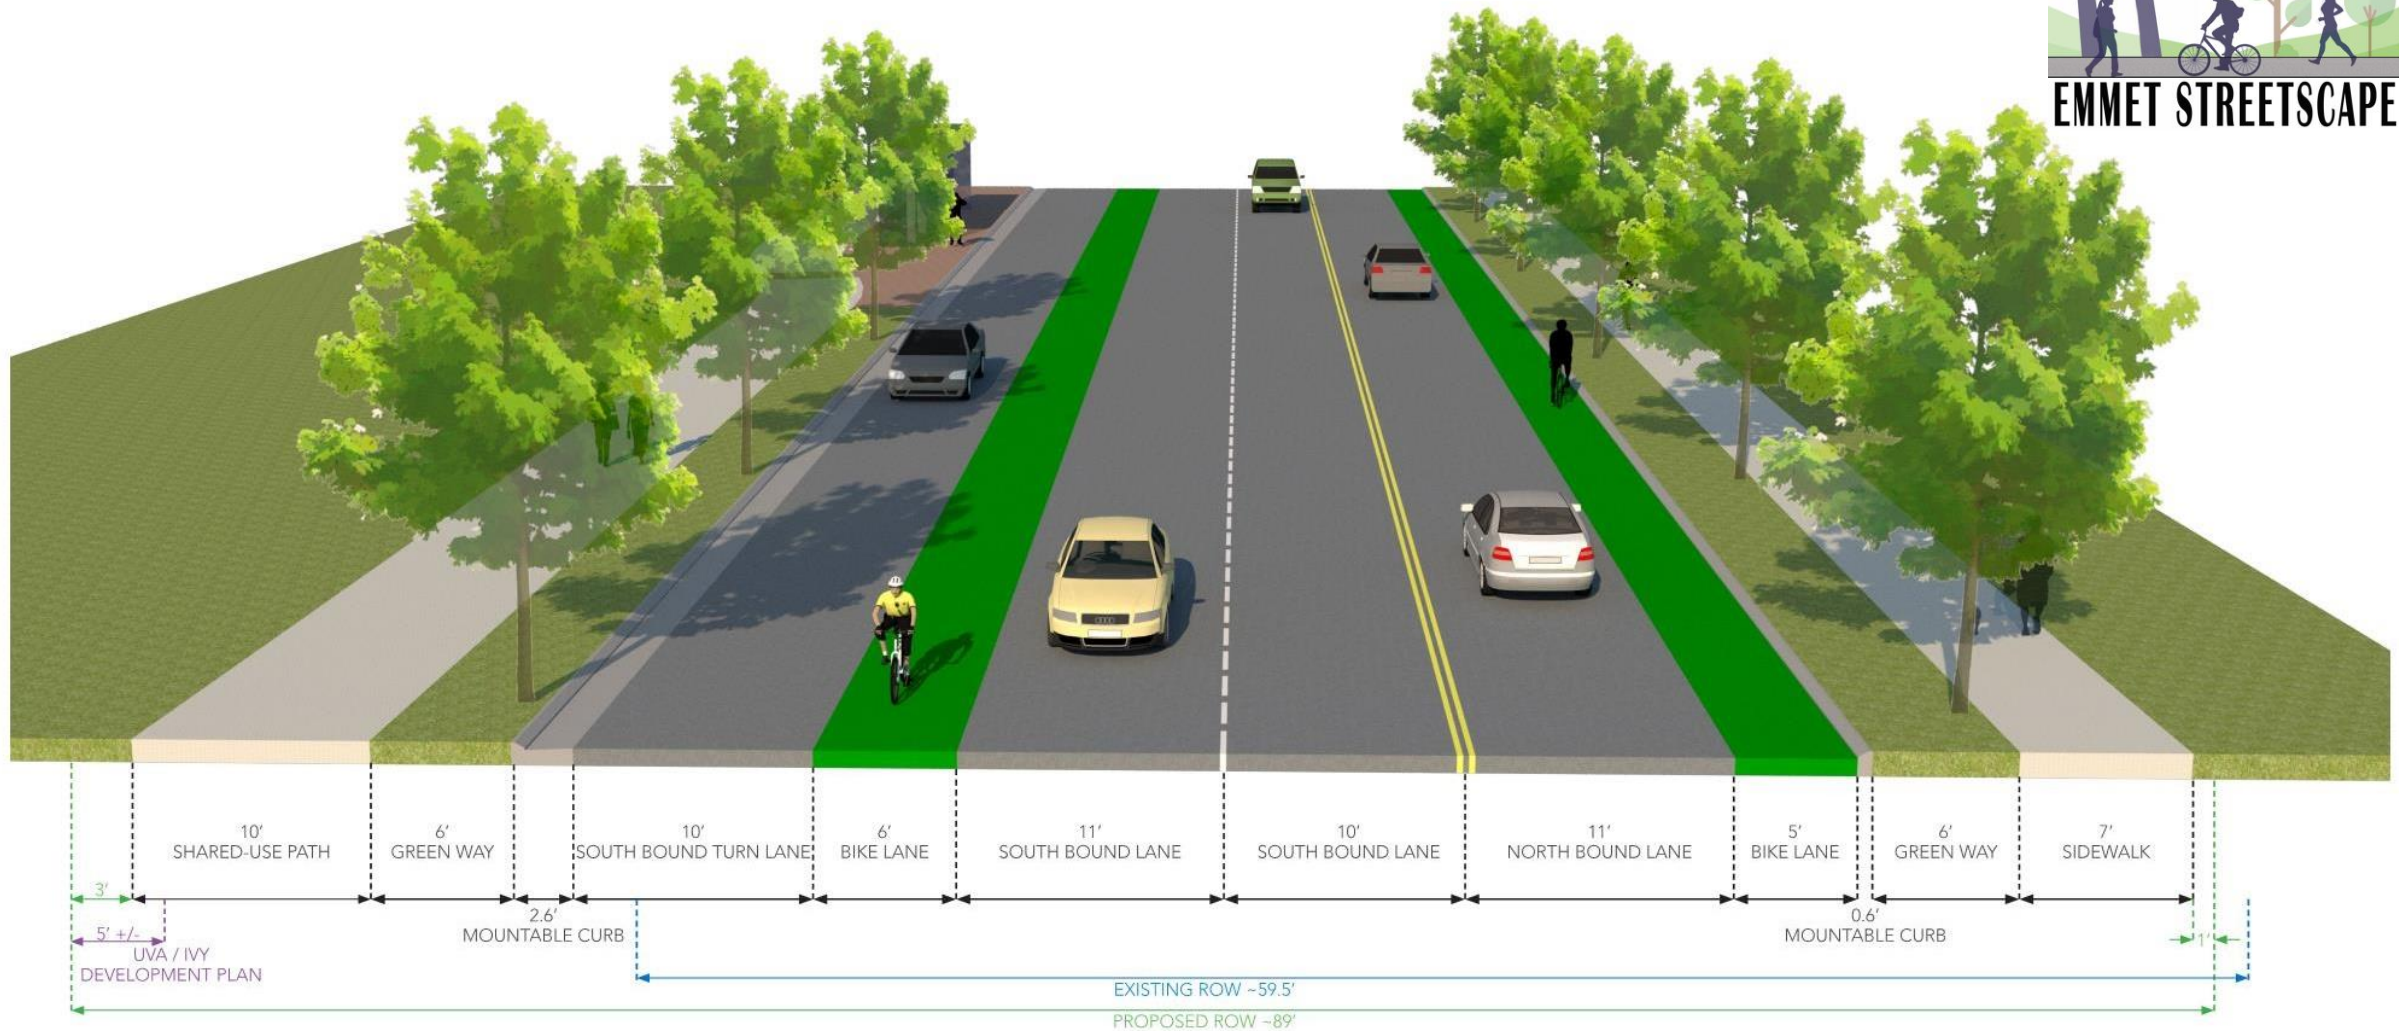 EMMET STREETSCAPE
10'
SHARED-USE PATH
6'
GREEN WAY
10'
SOUTH BOUND TURN LANE
6'
BIKE LANE
11'
SOUTH BOUND LANE
10'
SOUTH BOUND LANE
11'
NORTH BOUND LANE
5'
BIKE LANE
6'
GREEN WAY
7'
SIDEWALK
3'
2.6'
MOUNTABLE CURB
0.6'
MOUNTABLE CURB
5' +/-
UVA / IVY
DEVELOPMENT PLAN
1'
EXISTING ROW ~59.5'
PROPOSED ROW ~89'